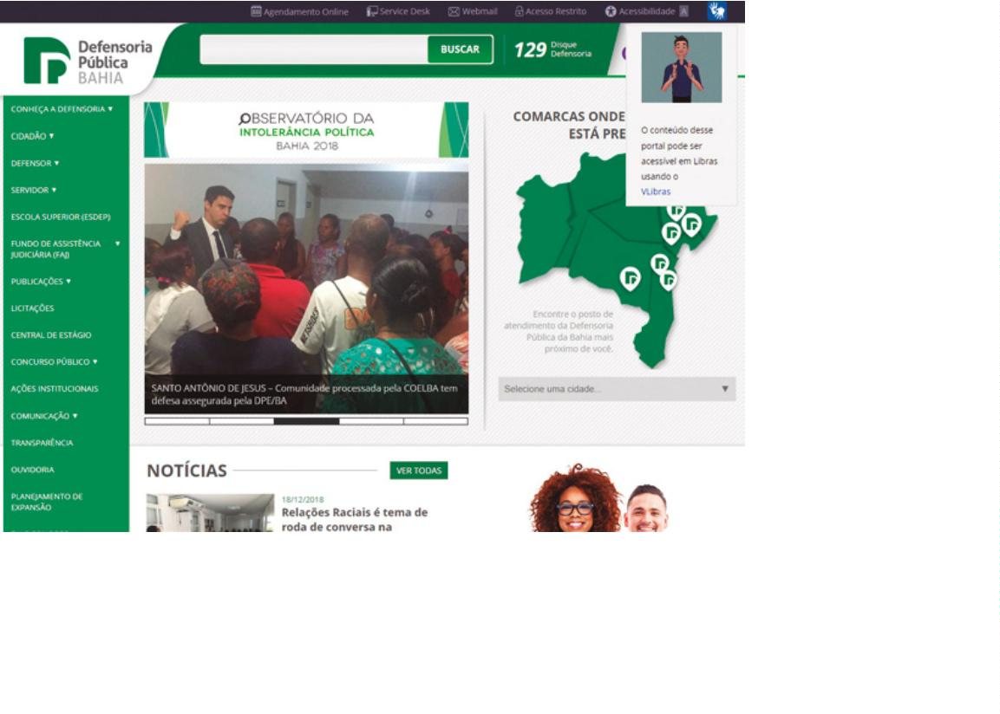 Agendamento Online
Service Desk
Webmail
Acesso Restrito
Acessibilidade A
Defensoria
Pública
BAHIA
BUSCAR
129 Disque
Defensoria
O conteúdo desse
portal pode ser
acessível em Libras
usando o
VLibras
CONHEÇA A DEFENSORIA ▼
CIDADÃO ▼
DEFENSOR ▼
SERVIDOR ▼
ESCOLA SUPERIOR (ESDEP)
FUNDO DE ASSISTÊNCIA ▼
JUDICIÁRIA (FAJ)
PUBLICAÇÕES ▼
LICITAÇÕES
CENTRAL DE ESTÁGIO
CONCURSO PÚBLICO ▼
AÇÕES INSTITUCIONAIS
COMUNICAÇÃO ▼
TRANSPARÊNCIA
OUVIDORIA
PLANEJAMENTO DE
EXPANSÃO
OBSERVATÓRIO DA
INTOLERÂNCIA POLÍTICA
BAHIA 2018
SANTO ANTÔNIO DE JESUS – Comunidade processada pela COELBA tem
defesa assegurada pela DPE/BA
COMARCAS ONDE
ESTÁ PRE
Encontre o posto de
atendimento da Defensoria
Pública da Bahia mais
próximo de você.
Selecione uma cidade... ▼
NOTÍCIAS
VER TODAS
18/12/2018
Relações Raciais é tema de
roda de conversa na